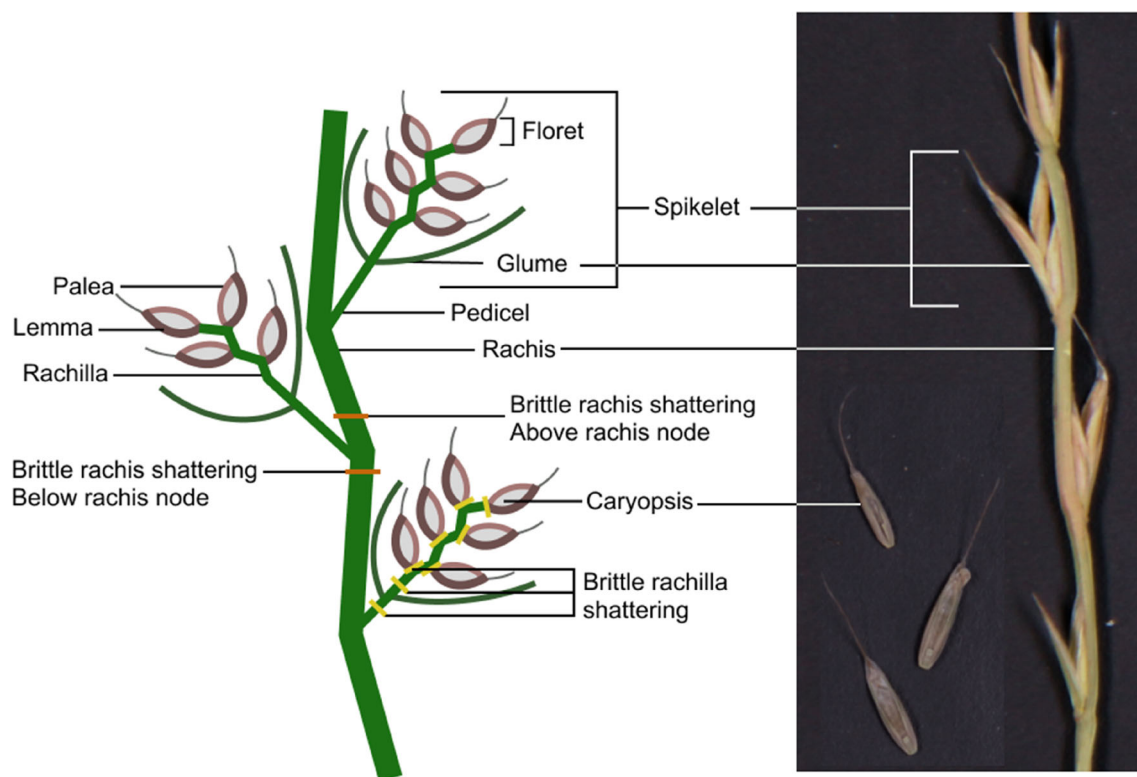 Floret
Spikelet
Glume
Palea
Lemma
Pedicel
Rachis
Rachilla
Brittle rachis shattering
Above rachis node
Brittle rachis shattering
Below rachis node
Caryopsis
Brittle rachilla
shattering